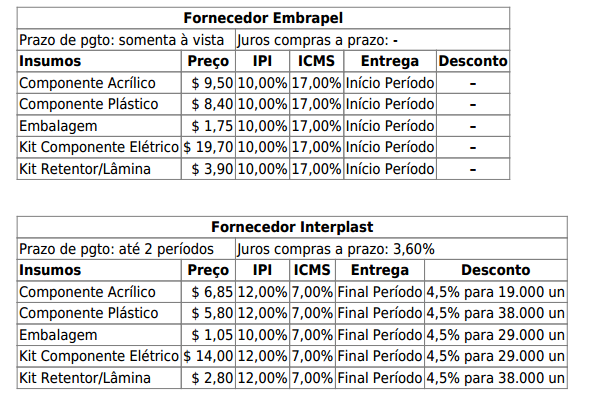 Fornecedor Embrapel
Prazo de pgto: somenta à vista Juros compras a prazo: -
Insumos Preço IPI ICMS Entrega Desconto
Componente Acrílico $ 9,50 10,00% 17,00% Início Período -
Componente Plástico $ 8,40 10,00% 17,00% Início Período -
Embalagem $ 1,75 10,00% 17,00% Início Período -
Kit Componente Elétrico $ 19,70 10,00% 17,00% Início Período -
Kit Retentor/Lâmina $ 3,90 10,00% 17,00% Início Período -
Fornecedor Interplast
Prazo de pgto: até 2 períodos Juros compras a prazo: 3,60%
Insumos Preço IPI ICMS Entrega Desconto
Componente Acrílico $ 6,85 12,00% 7,00% Final Período 4,5% para 19.000 un
Componente Plástico $ 5,80 12,00% 7,00% Final Período 4,5% para 38.000 un
Embalagem $ 1,05 10,00% 7,00% Final Período 4,5% para 29.000 un
Kit Componente Elétrico $ 14,00 12,00% 7,00% Final Período 4,5% para 29.000 un
Kit Retentor/Lâmina $ 2,80 12,00% 7,00% Final Período 4,5% para 38.000 un